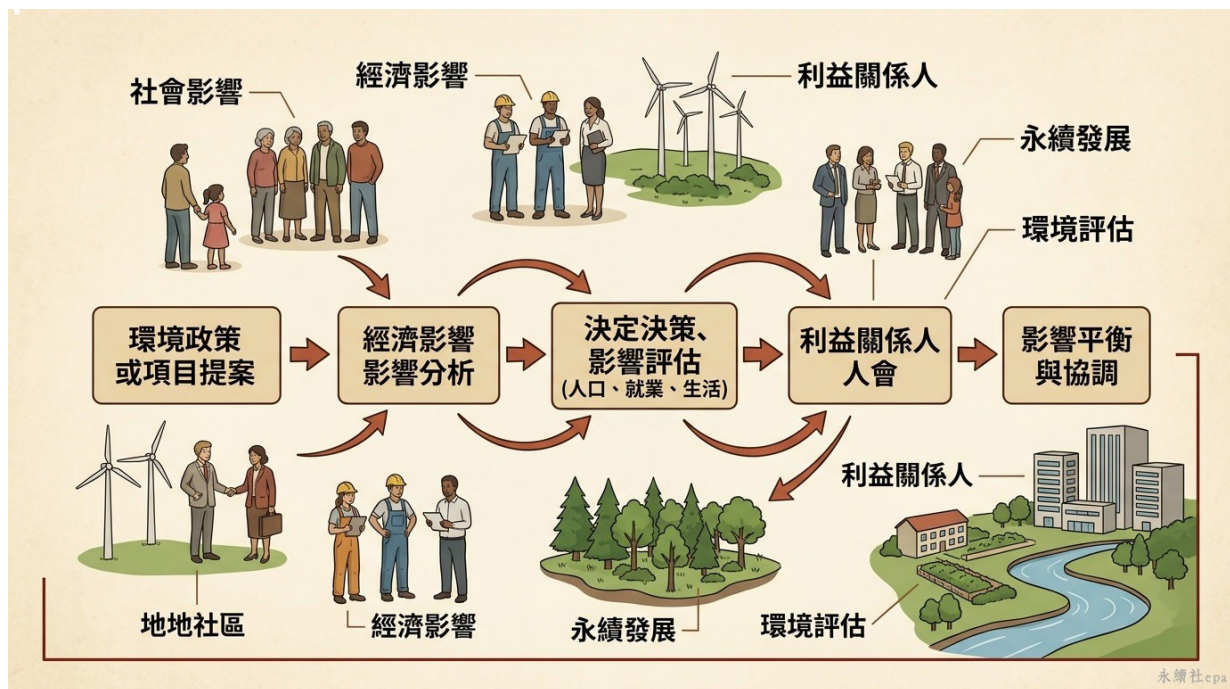 社會影響
經濟影響
利益關係人
永續發展
環境評估
環境政策
或項目提案
經濟影響
影響分析
決定決策、
影響評估
(人口、就業、生活)
利益關係人
人會
影響平衡
與協調
利益關係人
地地社區
經濟影響
永續發展
環境評估
永續社epa